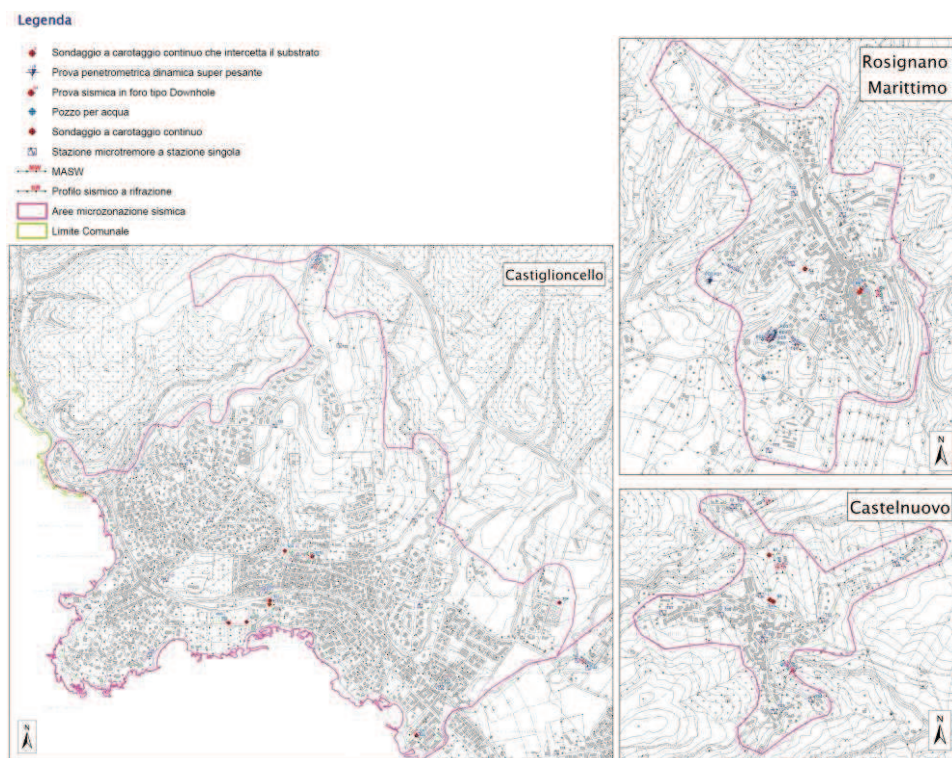 Legenda
Sondaggio a carotaggio continuo che intercetta il substrato
Prova penetrometrica dinamica super pesante
Prova sismica in foro tipo Downhole
Pozzo per acqua
Sondaggio a carotaggio continuo
Stazione microtremore a stazione singola
MASW
Profilo sismico a rifrazione
Aree microzonazione sismica
Limite Comunale
Castiglioncello
N
Rosignano
Marittimo
N
Castelnuovo
N